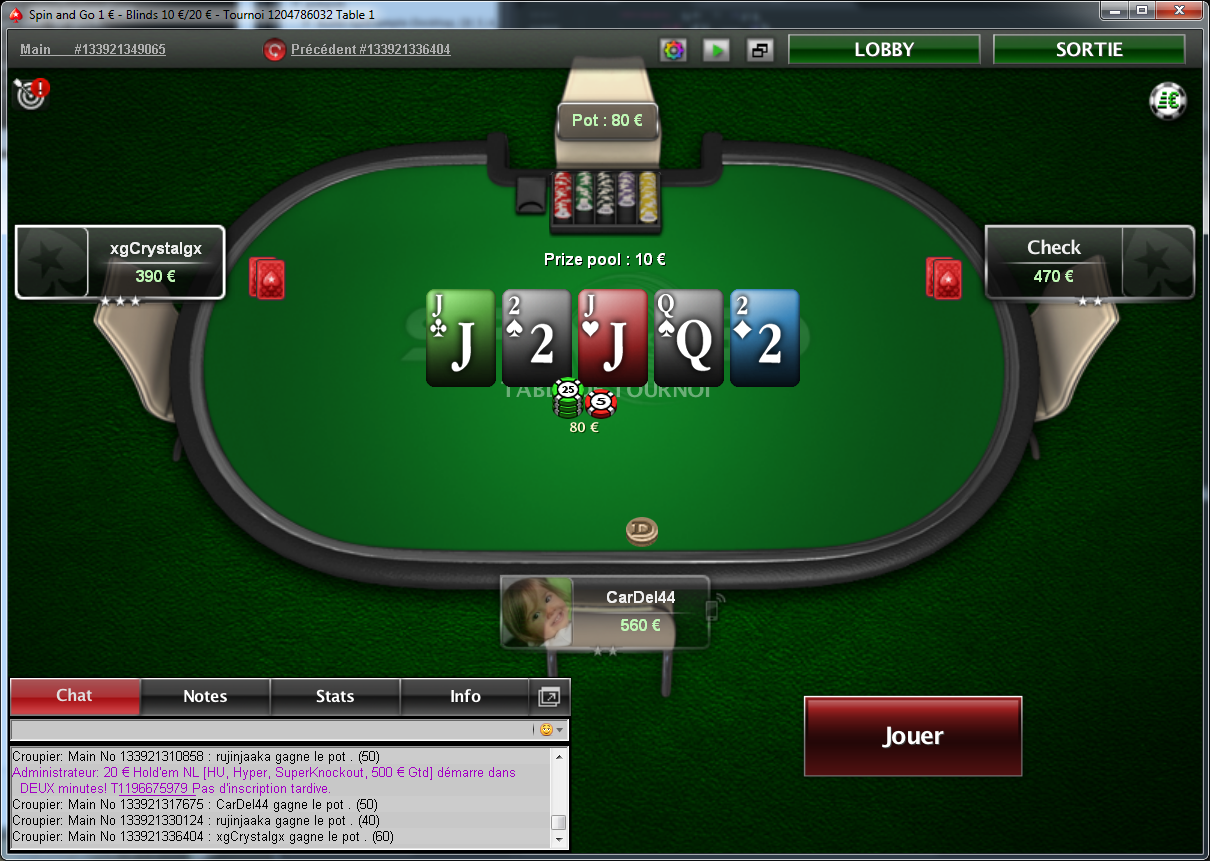 Spin and Go 1 € - Blinds 10 €/20 € - Tournoi 1204786032 Table 1
Main #133921349065
Précédent #133921336404
LOBBY
SORTIE
Pot : 80 €
xgCrystalgx
390 €
Check
470 €
Prize pool : 10 €
J J
2 2
J J
Q Q
2 2
TABLE DE TOURNOI
25
5
80 €
D
CarDel44
560 €
Chat
Notes
Stats
Info
Jouer
Croupier: Main No 133921310858 : rujinjaaka gagne le pot . (50)
Administrateur: 20 € Hold'em NL [HU, Hyper, SuperKnockout, 500 € Gtd] démarre dans
DEUX minutes! T1196675979 Pas d'inscription tardive.
Croupier: Main No 133921317675 : CarDel44 gagne le pot . (50)
Croupier: Main No 133921330124 : rujinjaaka gagne le pot . (40)
Croupier: Main No 133921336404 : xgCrystalgx gagne le pot . (60)